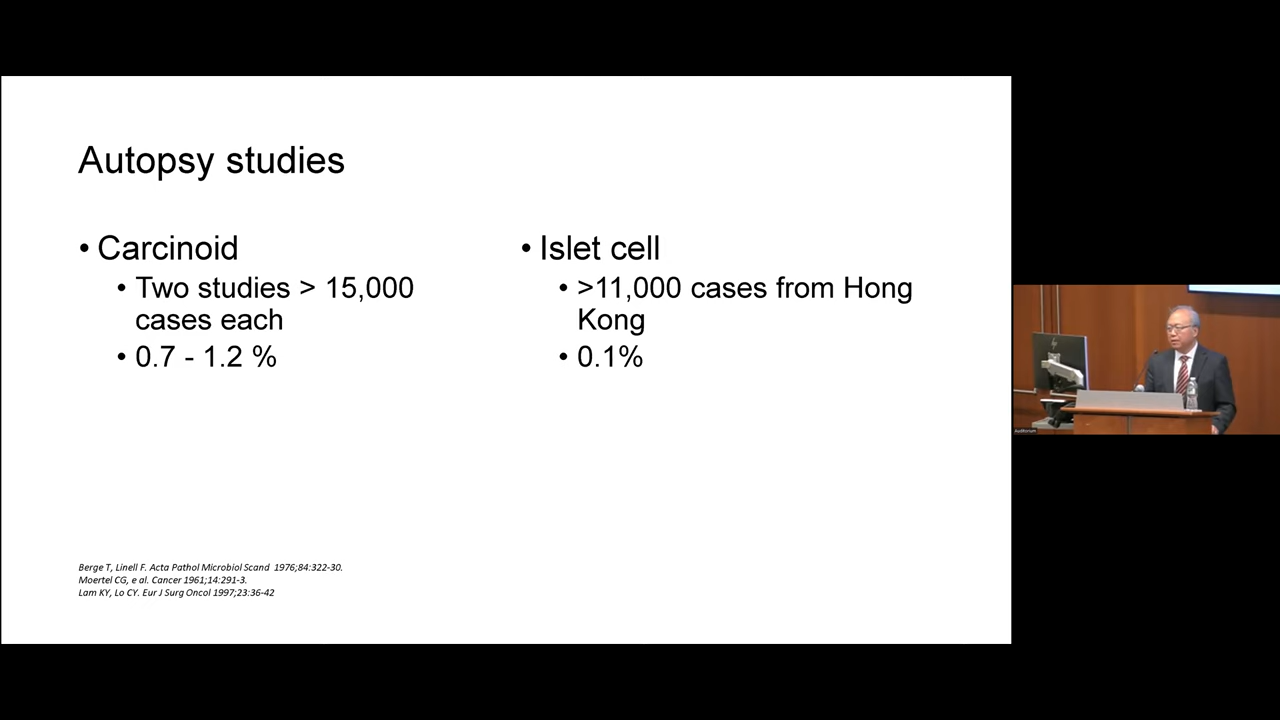 Autopsy studies
• Carcinoid
• Two studies > 15,000
cases each
• 0.7 - 1.2 %
• Islet cell
• >11,000 cases from Hong
Kong
• 0.1%
Berge T, Linell F. Acta Pathol Microbiol Scand 1976;84:322-30.
Moertel CG, e al. Cancer 1961;14:291-3.
Lam KY, Lo CY. Eur J Surg Oncol 1997;23:36-42
Auditorium